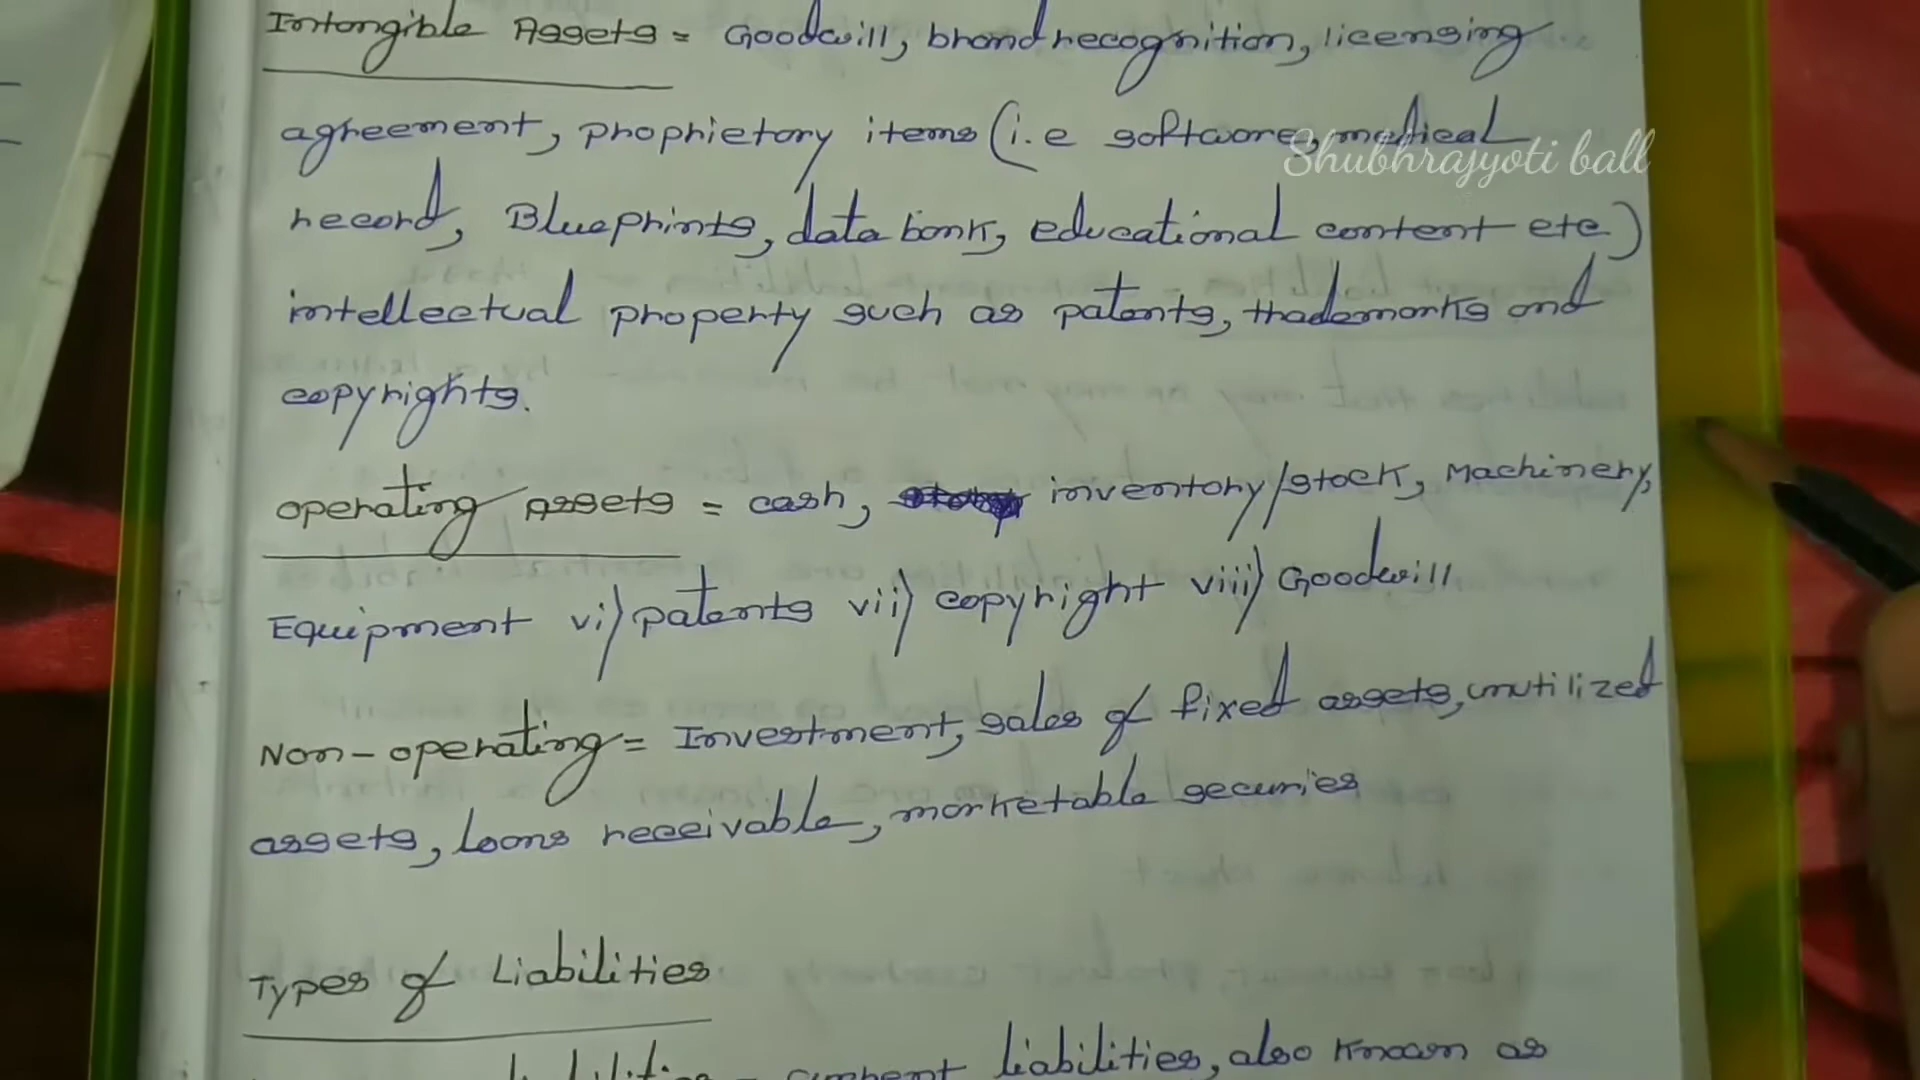 Intangible Assets = Goodwill, brand recognition, licensing
agreement, proprietory items (i.e software, medical
Shubhrajyoti ball
record, Blueprints, data bank, educational content etc.)
intellectual property such as patents, trademarks and
copyrights.
operating Assets = cash, inventory/stock, Machinery,
Equipment vi) patents vii) copyright viii) Goodwill
Non-operating = Investment, sales of fixed assets, unutilized
assets, loans receivable, marketable securies
Types of Liabilities
current liabilities, also known as